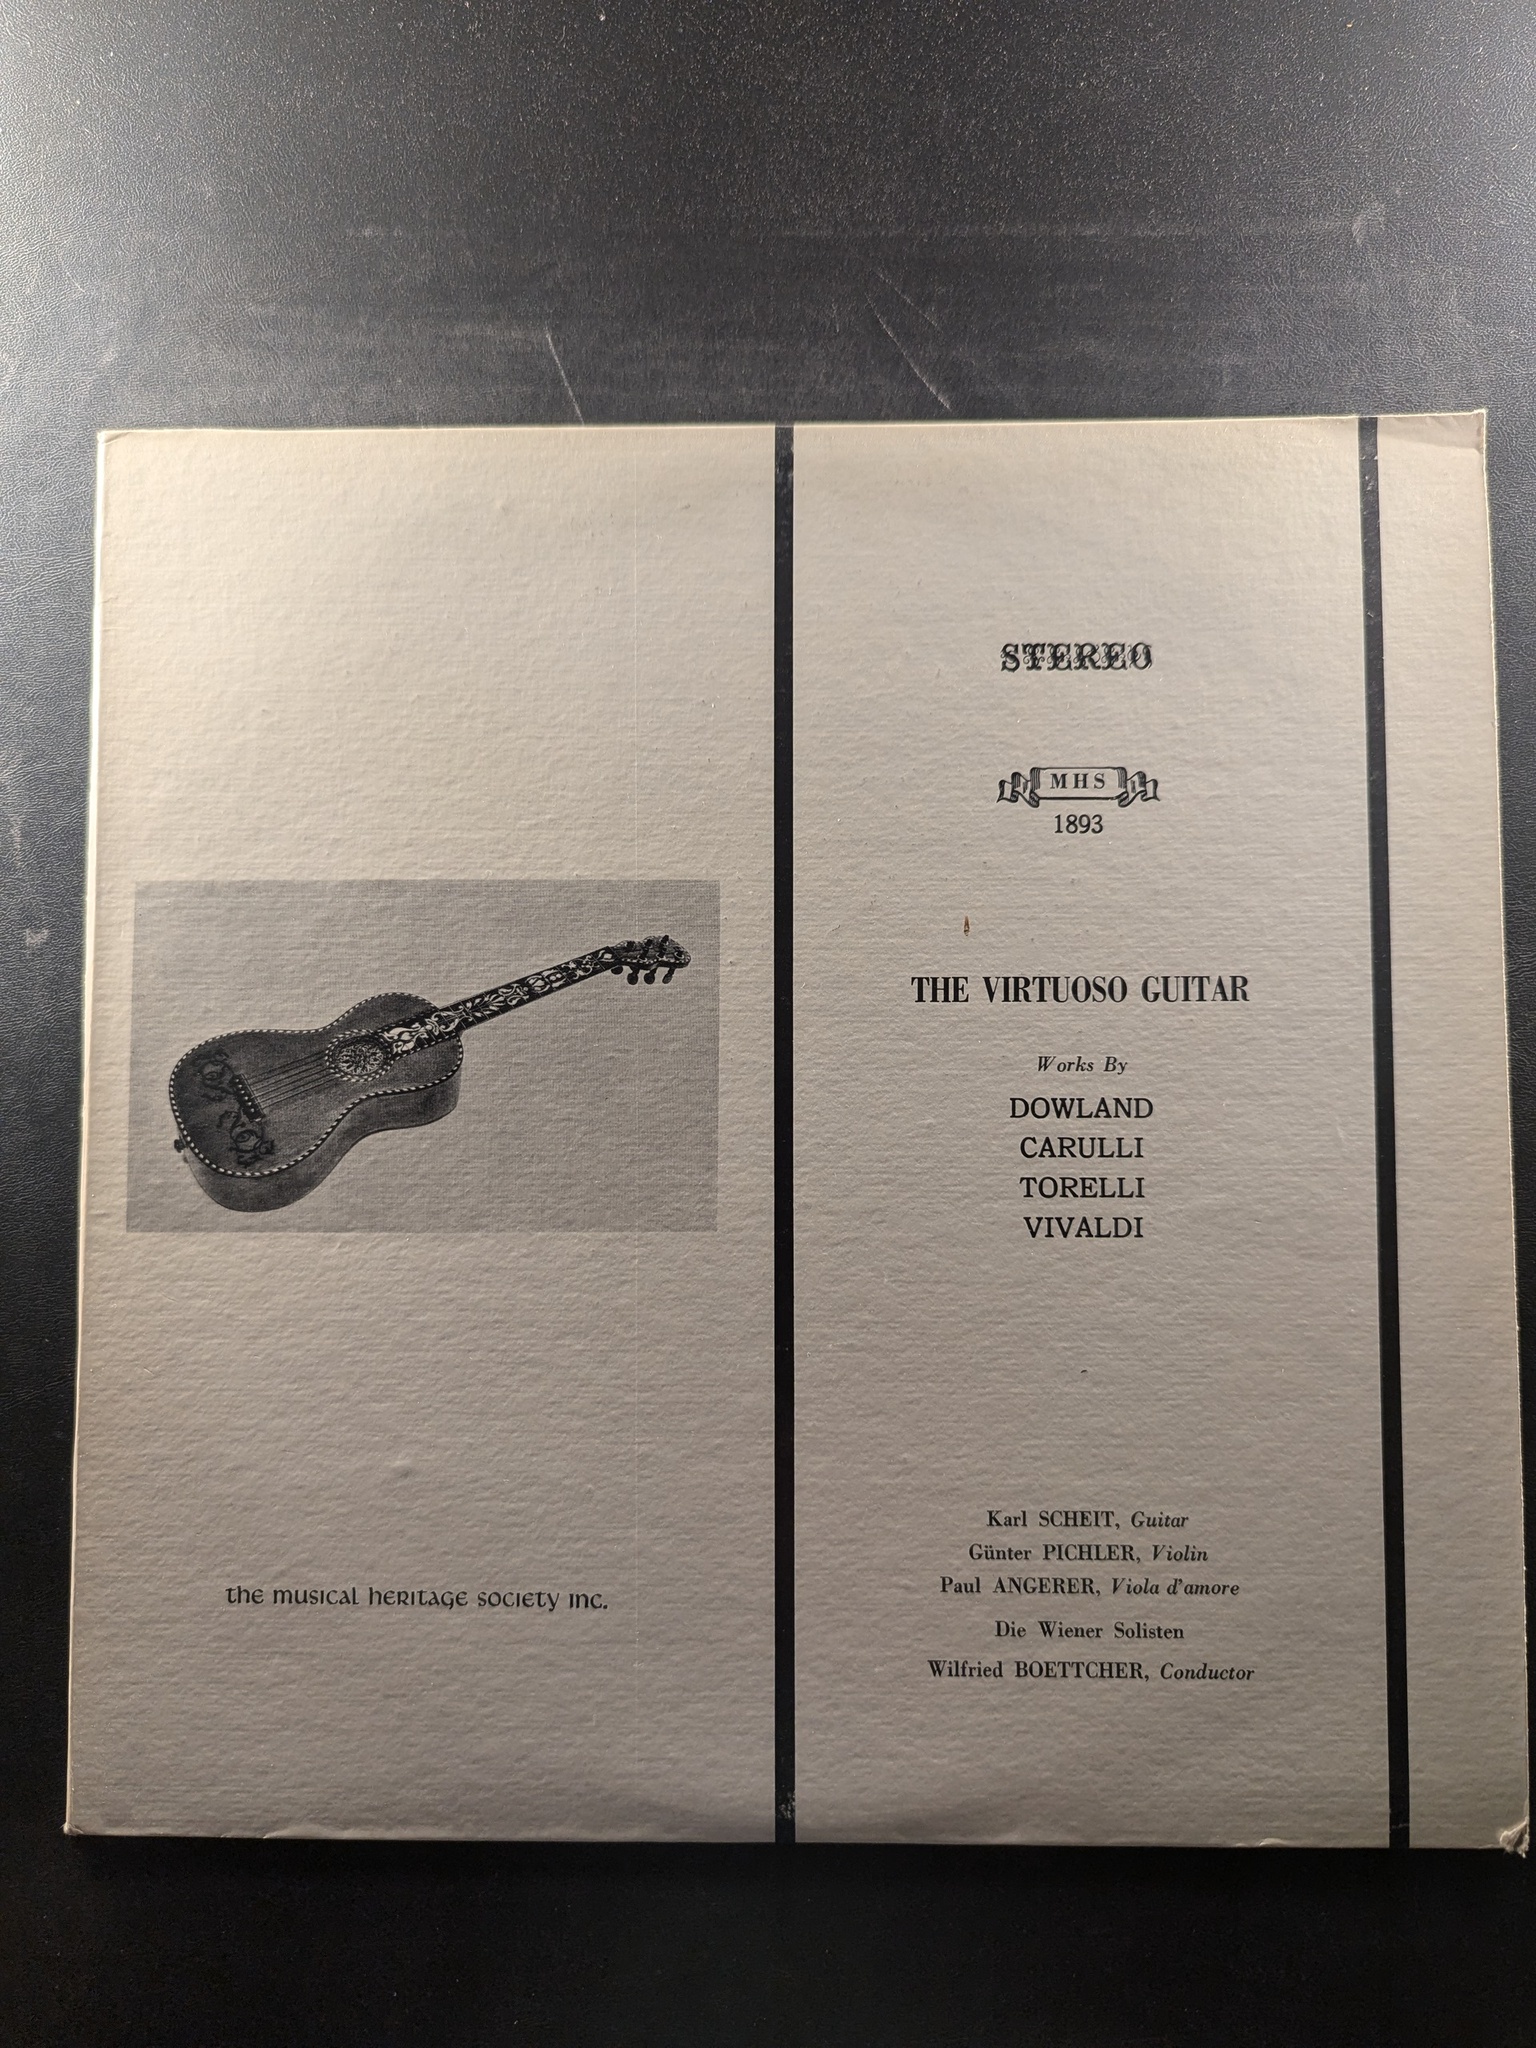 STEREO
MHS
1893
THE VIRTUOSO GUITAR
Works By
DOWLAND
CARULLI
TORELLI
VIVALDI
Karl SCHEIT, Guitar
Günter PICHLER, Violin
Paul ANGERER, Viola d'amore
Die Wiener Solisten
Wilfried BOETTCHER, Conductor
the musical heritage society inc.